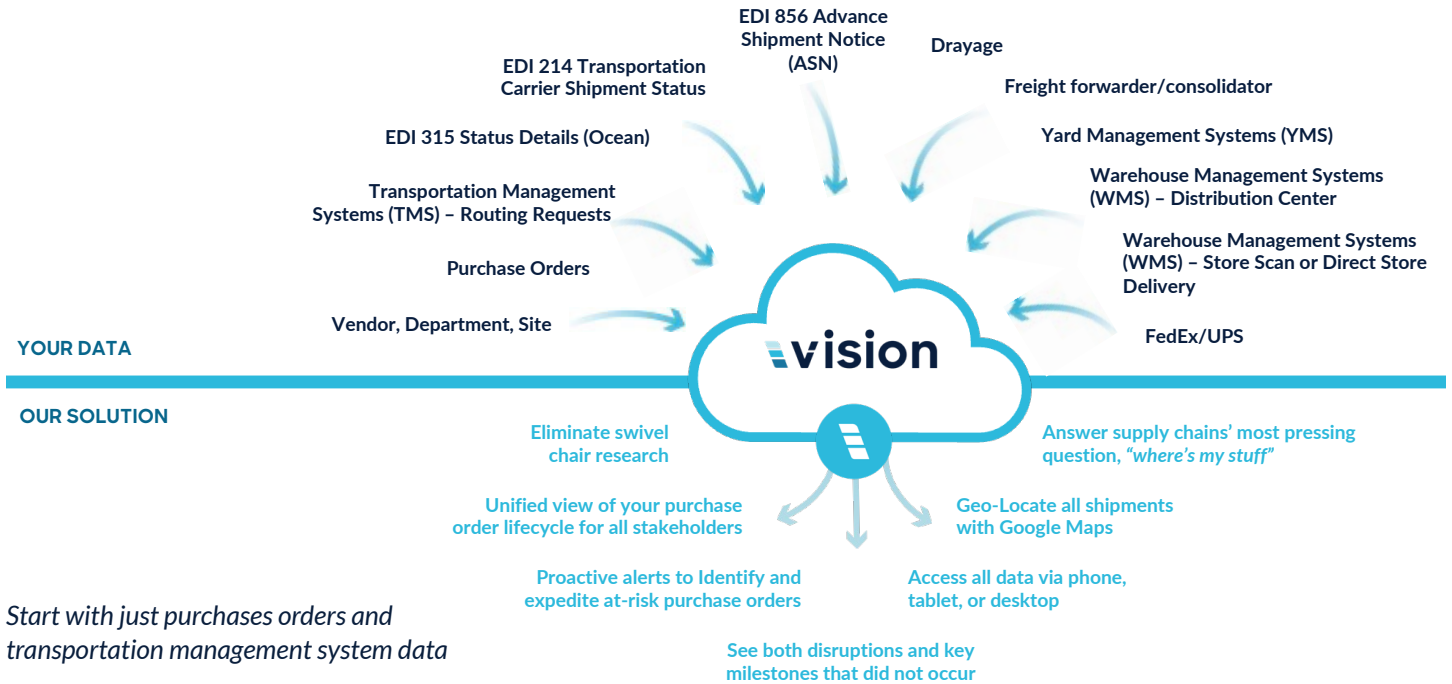 EDI 856 Advance
Shipment Notice
(ASN)
Drayage
EDI 214 Transportation
Carrier Shipment Status
Freight forwarder/consolidator
EDI 315 Status Details (Ocean)
Yard Management Systems (YMS)
Transportation Management
Systems (TMS) – Routing Requests
Warehouse Management Systems
(WMS) – Distribution Center
Purchase Orders
Warehouse Management Systems
(WMS) – Store Scan or Direct Store
Delivery
Vendor, Department, Site
FedEx/UPS
YOUR DATA
vision
OUR SOLUTION
Eliminate swivel
chair research
Answer supply chains’ most pressing
question, “where’s my stuff”
Unified view of your purchase
order lifecycle for all stakeholders
Geo-Locate all shipments
with Google Maps
Proactive alerts to Identify and
expedite at-risk purchase orders
Access all data via phone,
tablet, or desktop
Start with just purchases orders and
transportation management system data
See both disruptions and key
milestones that did not occur